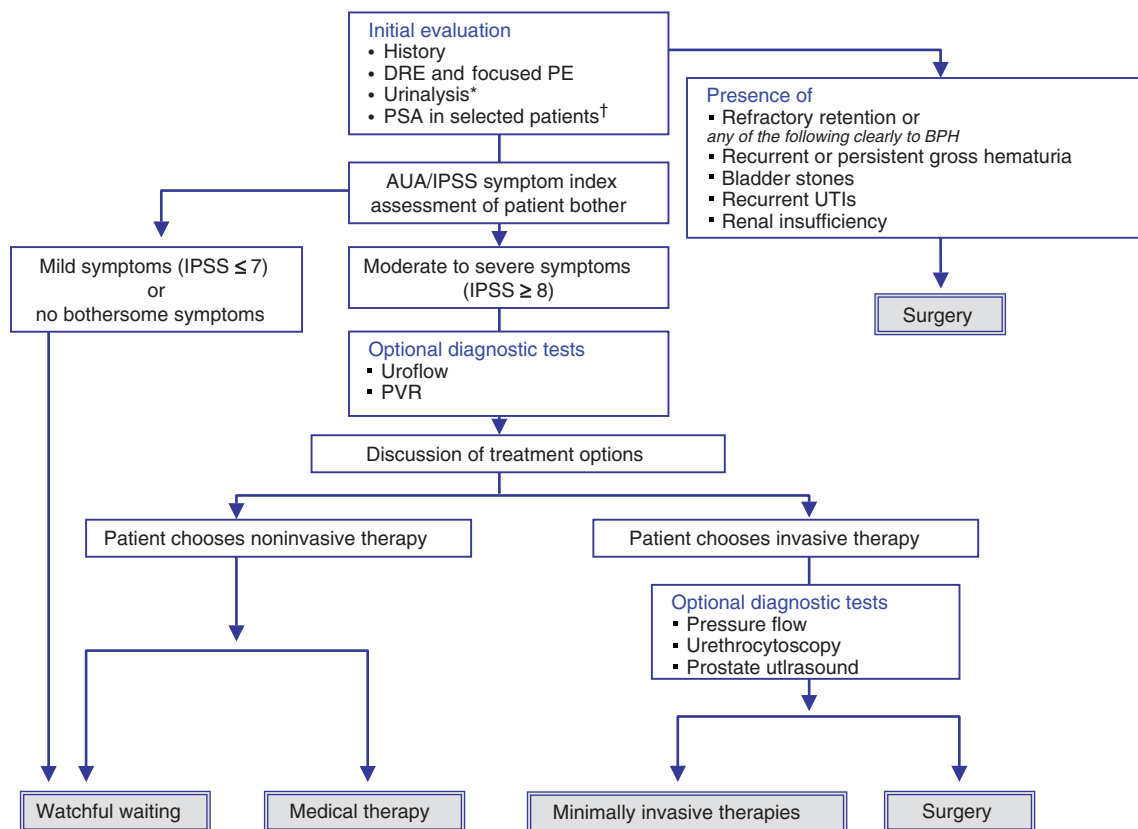 Initial evaluation
• History
• DRE and focused PE
• Urinalysis*
• PSA in selected patients†
Presence of
▪ Refractory retention or
any of the following clearly to BPH
▪ Recurrent or persistent gross hematuria
▪ Bladder stones
▪ Recurrent UTIs
▪ Renal insufficiency
AUA/IPSS symptom index
assessment of patient bother
Mild symptoms (IPSS ≤ 7)
or
no bothersome symptoms
Moderate to severe symptoms
(IPSS ≥ 8)
Surgery
Optional diagnostic tests
▪ Uroflow
▪ PVR
Discussion of treatment options
Patient chooses noninvasive therapy
Patient chooses invasive therapy
Optional diagnostic tests
▪ Pressure flow
▪ Urethrocytoscopy
▪ Prostate utlrasound
Watchful waiting
Medical therapy
Minimally invasive therapies
Surgery